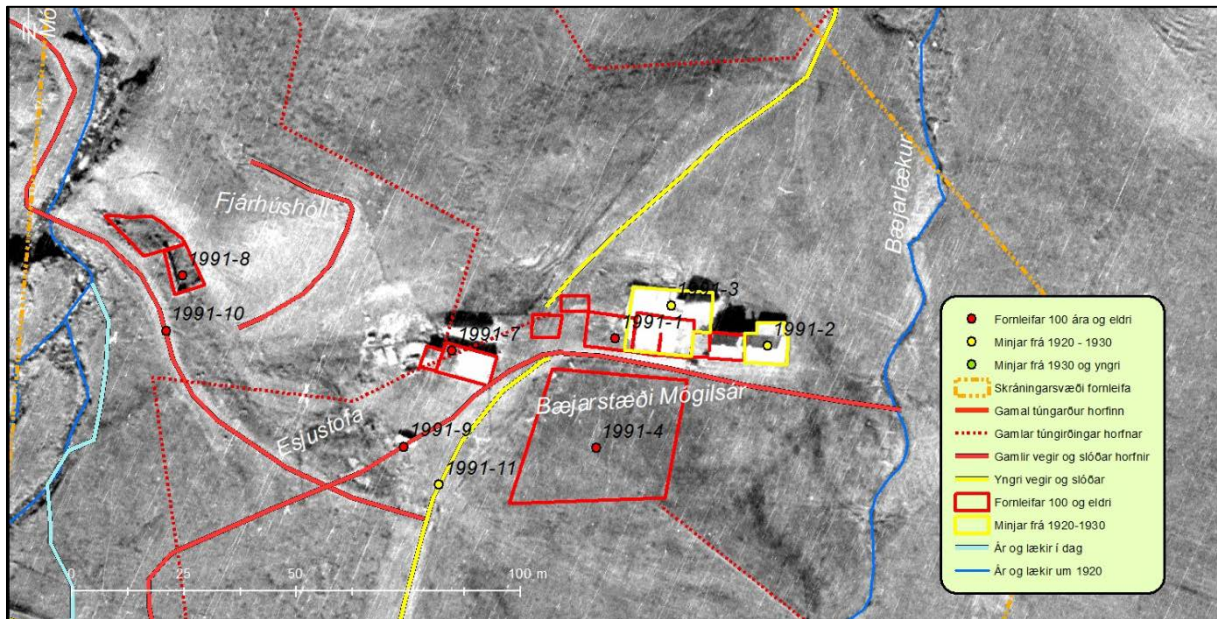 Mó
Fjárhúshóll
Bæjarlækur
1991-8
1991-10
1991-3
1991-1
1991-2
1991-7
Bæjarstæði Mógilsár
Esjustofa
1991-9
1991-4
1991-11
0 25 50 100 m
Fornleifar 100 ára og eldri
Minjar frá 1920 - 1930
Minjar frá 1930 og yngri
Skráningarsvæði fornleifa
Gamal túngarður horfinn
Gamlar túngirðingar horfnar
Gamlir vegir og slóðar horfnir
Yngri vegir og slóðar
Fornleifar 100 og eldri
Minjar frá 1920-1930
Ár og lækir í dag
Ár og lækir um 1920